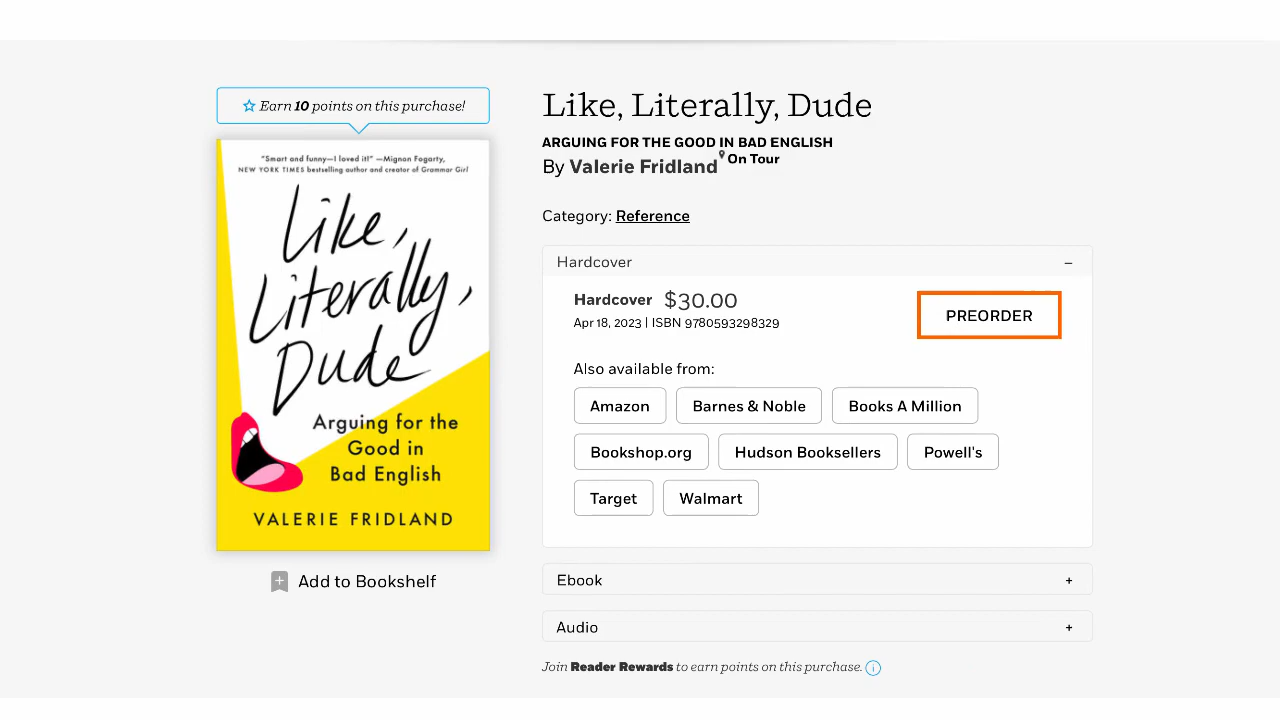 Earn 10 points on this purchase!
"Smart and funny—I loved it!" —Mignon Fogarty,
NEW YORK TIMES bestselling author and creator of Grammar Girl
Like,
Literally,
Dude
Arguing for the
Good in
Bad English
VALERIE FRIDLAND
Add to Bookshelf
Like, Literally, Dude
ARGUING FOR THE GOOD IN BAD ENGLISH
By Valerie Fridland On Tour
Category: Reference
Hardcover –
Hardcover $30.00
PREORDER
Apr 18, 2023 | ISBN 9780593298329
Also available from:
Amazon Barnes & Noble Books A Million
Bookshop.org Hudson Booksellers Powell's
Target Walmart
Ebook +
Audio +
Join Reader Rewards to earn points on this purchase. i